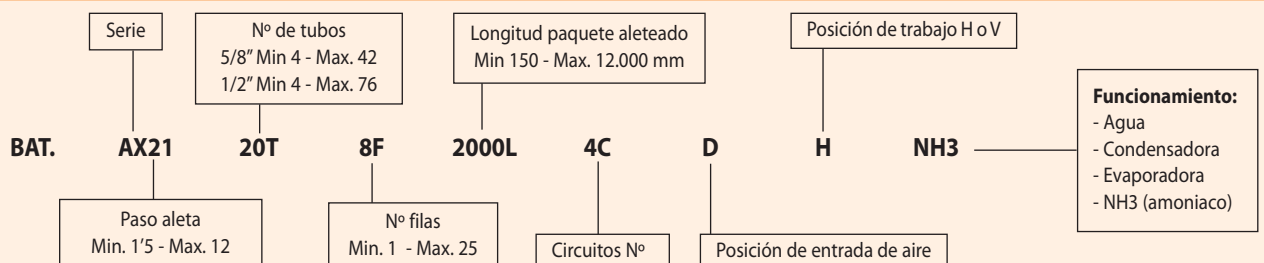 Serie
Nº de tubos
5/8” Min 4 - Max. 42
1/2” Min 4 - Max. 76
Longitud paquete aleteado
Min 150 - Max. 12.000 mm
Posición de trabajo H o V
Funcionamiento:
- Agua
- Condensadora
- Evaporadora
- NH3 (amoniaco)
BAT. AX21 20T 8F 2000L 4C D H NH3
Paso aleta
Min. 1’5 - Max. 12
Nº filas
Min. 1 - Max. 25
Circuitos Nº
Posición de entrada de aire